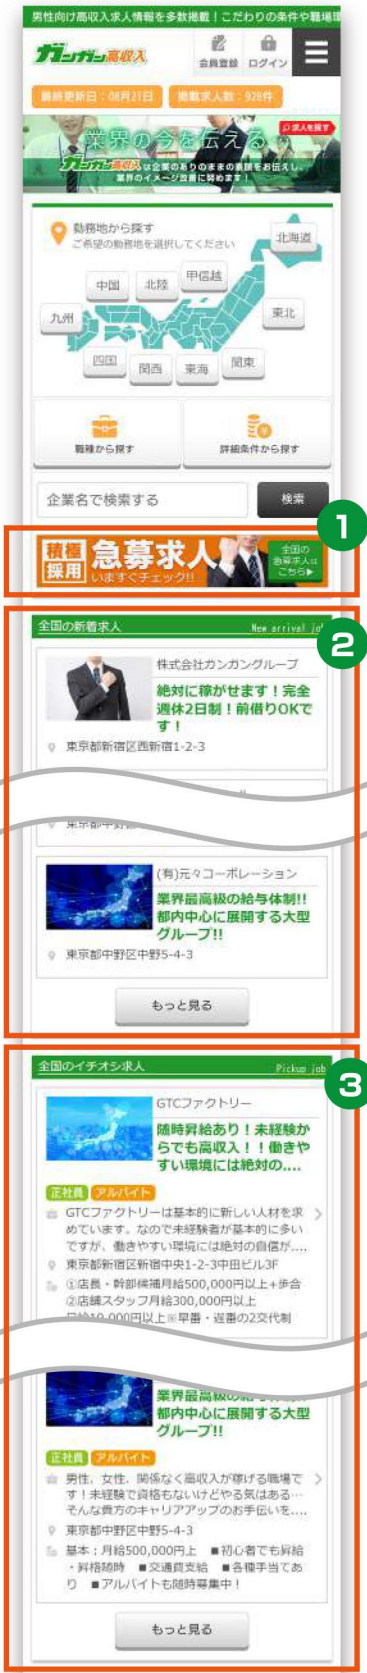 男性向け高収入求人情報を多数掲載！こだわりの条件や職場環
ガンガン高収入
会員登録 ログイン
最終更新日：08月21日 掲載求人数：928件
求人を探す
業界の今を伝える
ガンガン高収入は企業のありのままの素顔をお伝えし、
業界のイメージ改善に努めます！
勤務地から探す
ご希望の勤務地を選択してください
北海道
甲信越
中国 北陸
九州 東北
四国 関西 東海 関東
職種から探す 詳細条件から探す
企業名で検索する 検索
1
積極
採用
急募求人
いますぐチェック!!
全国の
急募求人は
こちら▶
2
全国の新着求人 New arrival jo
株式会社ガンガングループ
絶対に稼がせます！完全
週休2日制！前借りOKで
す！
東京都新宿区西新宿1-2-3
(有)元々コーポレーション
業界最高級の給与体制!!
都内中心に展開する大型
グループ!!
東京都中野区中野5-4-3
もっと見る
3
全国のイチオシ求人 Pickup job
GTCファクトリー
随時昇給あり！未経験か
らでも高収入！！働きや
すい環境には絶対の....
正社員 アルバイト
GTCファクトリーは基本的に新しい人材を求
めています。なので未経験者が基本的に多い
ですが、働きやすい環境には絶対の自信が....
東京都新宿区新宿中央1-2-3中田ビル3F
①店長・幹部候補月給500,000円以上+歩合
②店舗スタッフ月給300,000円以上
日給10,000円以上※早番・遅番の2交代制
業界最高級の給与体制!!
都内中心に展開する大型
グループ!!
正社員 アルバイト
男性、女性、関係なく高収入が稼げる職場で
す！未経験で資格もないけどやる気はある…
そんな貴方のキャリアアップのお手伝いを....
東京都中野区中野5-4-3
基本：月給500,000円上 ■初心者でも昇給
・昇格随時 ■交通費支給 ■各種手当てあ
り ■アルバイトも随時募集中！
もっと見る